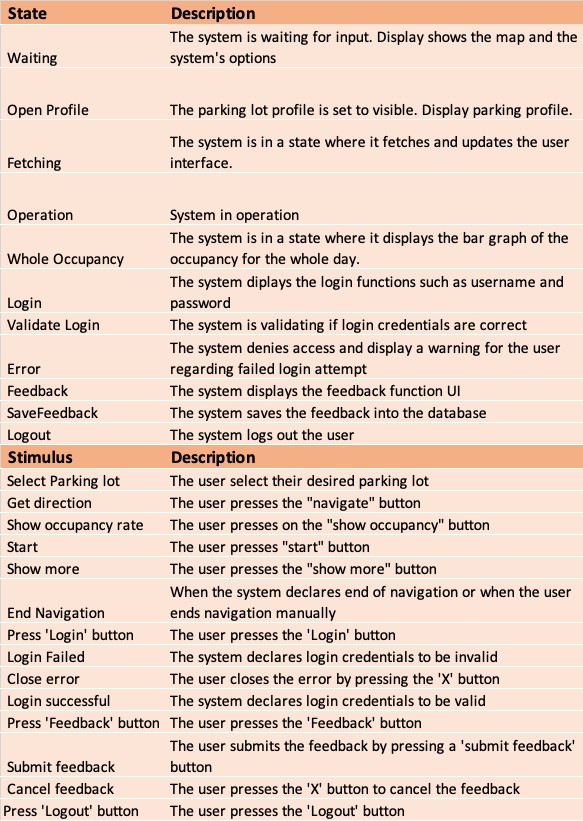 State Description
The system is waiting for input. Display shows the map and the
Waiting system's options
Open Profile The parking lot profile is set to visible. Display parking profile.
The system is in a state where it fetches and updates the user
Fetching interface.
Operation System in operation
The system is in a state where it displays the bar graph of the
Whole Occupancy occupancy for the whole day.
The system diplays the login functions such as username and
Login password
Validate Login The system is validating if login credentials are correct
The system denies access and display a warning for the user
Error regarding failed login attempt
Feedback The system displays the feedback function UI
SaveFeedback The system saves the feedback into the database
Logout The system logs out the user
Stimulus Description
Select Parking lot The user select their desired parking lot
Get direction The user presses the "navigate" button
Show occupancy rate The user presses on the "show occupancy" button
Start The user presses "start" button
Show more The user presses the "show more" button
When the system declares end of navigation or when the user
End Navigation ends navigation manually
Press 'Login' button The user presses the 'Login' button
Login Failed The system declares login credentials to be invalid
Close error The user closes the error by pressing the 'X' button
Login successful The system declares login credentials to be valid
Press 'Feedback' button The user presses the 'Feedback' button
The user submits the feedback by pressing a 'submit feedback'
Submit feedback button
Cancel feedback The user presses the 'X' button to cancel the feedback
Press 'Logout' button The user presses the 'Logout' button